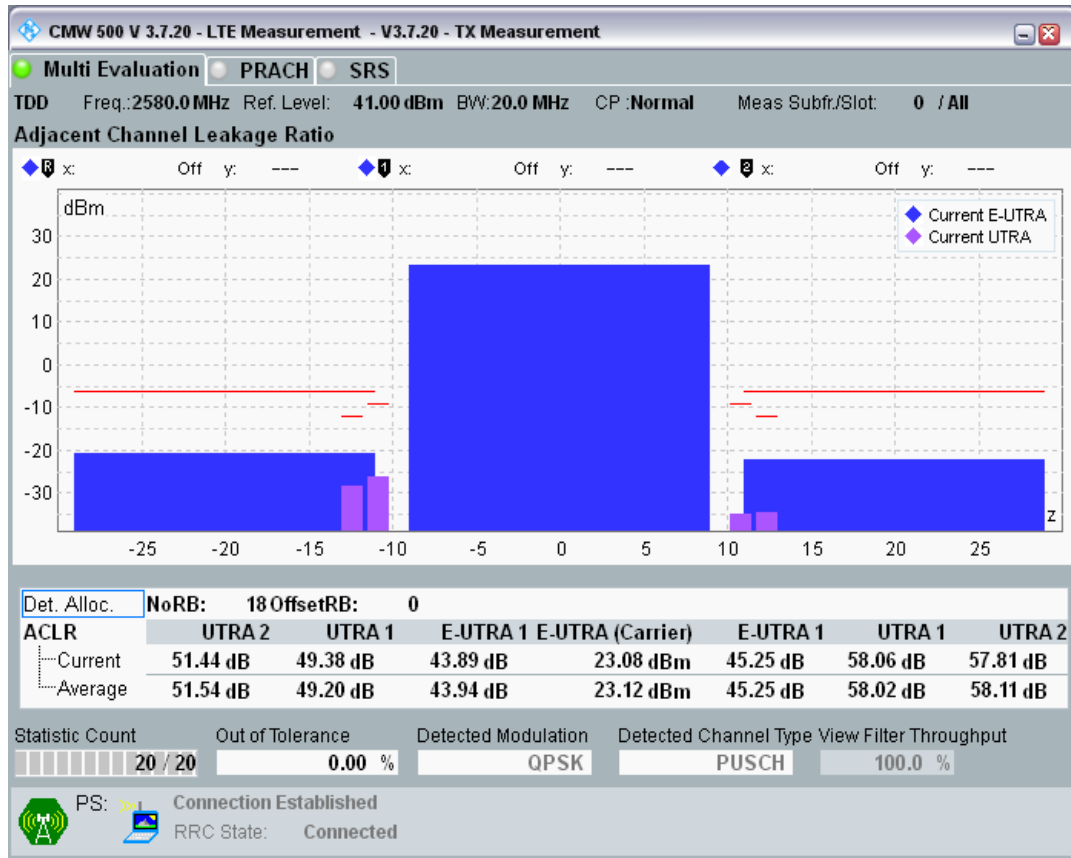 CMW 500 V 3.7.20 - LTE Measurement - V3.7.20 - TX Measurement
Multi Evaluation PRACH SRS
TDD Freq.:2580.0 MHz Ref. Level: 41.00 dBm BW:20.0 MHz CP :Normal Meas Subfr./Slot: 0 / All
Adjacent Channel Leakage Ratio
R x: Off y: --- 1 x: Off y: --- 2 x: Off y: ---
dBm
Current E-UTRA
Current UTRA
30
20
10
0
-10
-20
-30
z
-25 -20 -15 -10 -5 0 5 10 15 20 25
Det. Alloc. NoRB: 18 OffsetRB: 0
ACLR UTRA 2 UTRA 1 E-UTRA 1 E-UTRA (Carrier) E-UTRA 1 UTRA 1 UTRA 2
Current 51.44 dB 49.38 dB 43.89 dB 23.08 dBm 45.25 dB 58.06 dB 57.81 dB
Average 51.54 dB 49.20 dB 43.94 dB 23.12 dBm 45.25 dB 58.02 dB 58.11 dB
Statistic Count Out of Tolerance Detected Modulation Detected Channel Type View Filter Throughput
20 / 20 0.00 % QPSK PUSCH 100.0 %
PS: Connection Established
RRC State: Connected